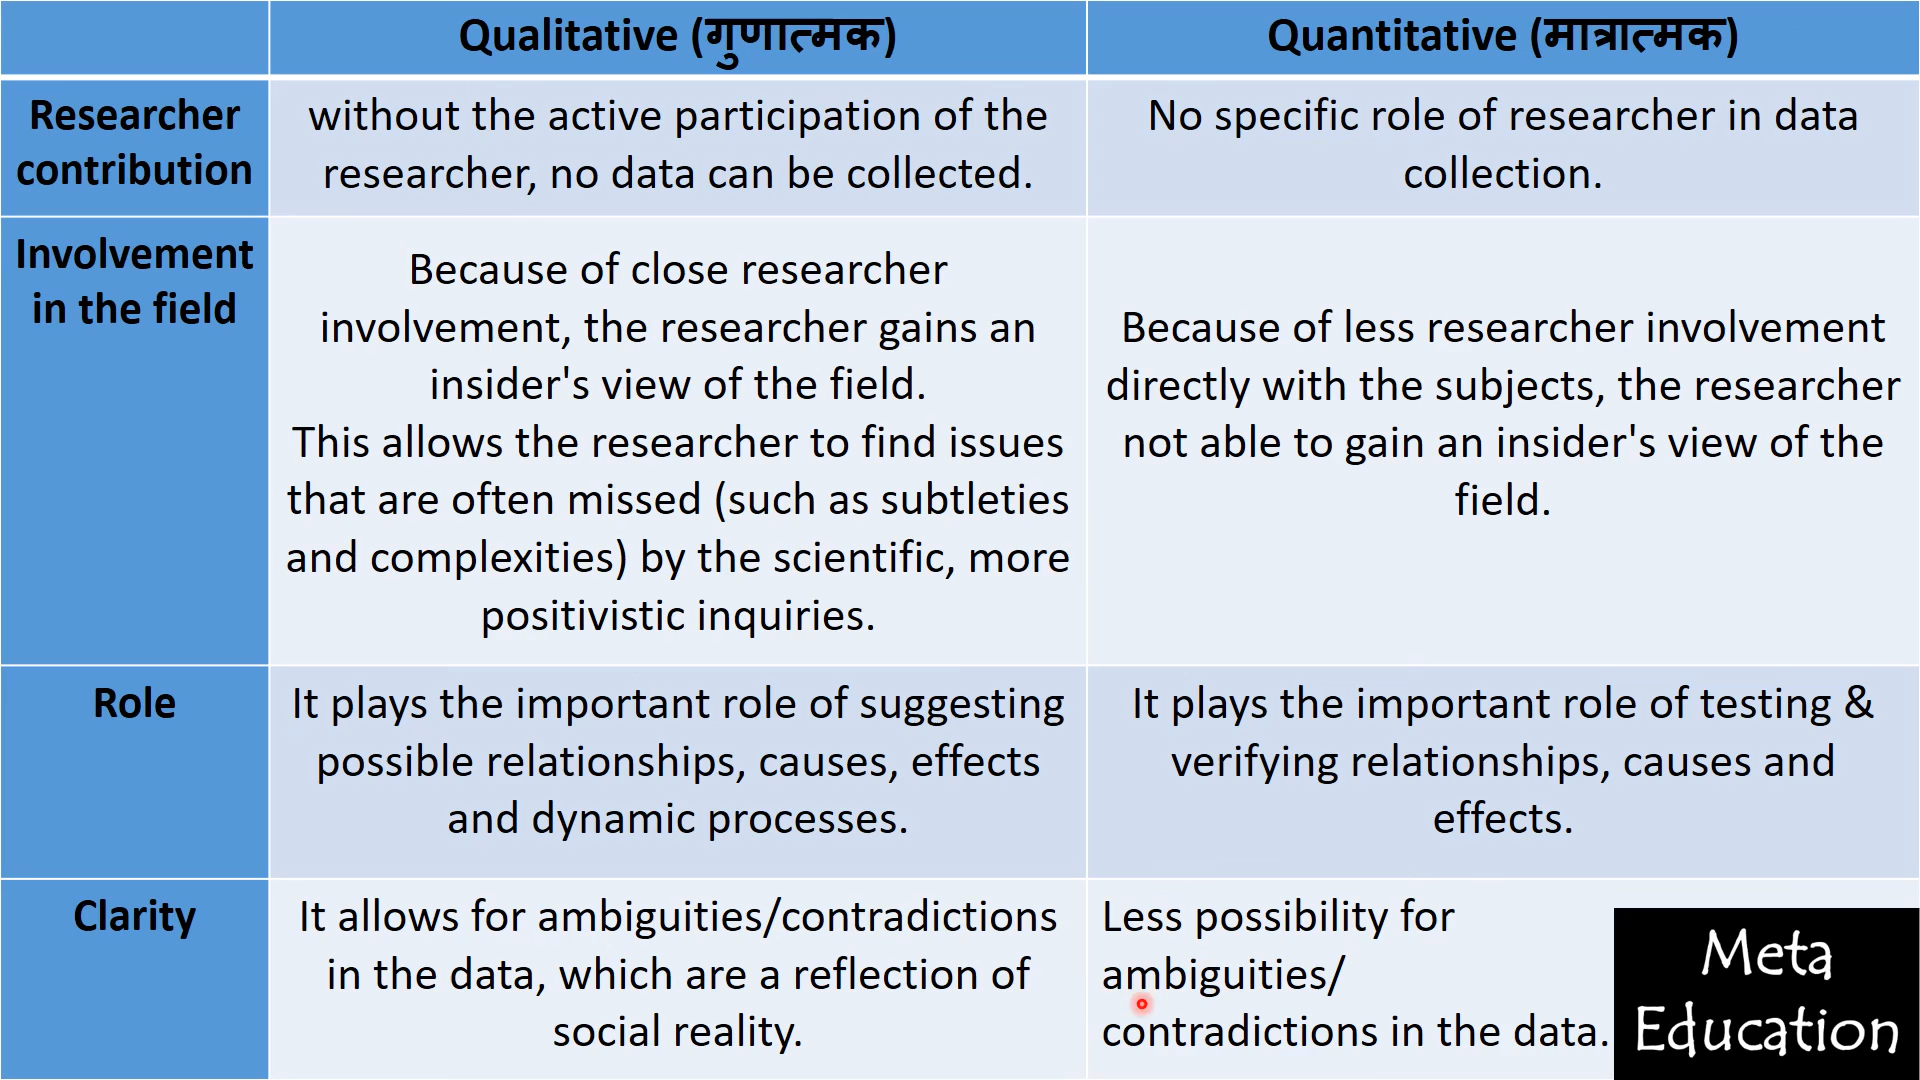 Qualitative (गुणात्मक)
Quantitative (मात्रात्मक)
Researcher
contribution
without the active participation of the
researcher, no data can be collected.
No specific role of researcher in data
collection.
Involvement
in the field
Because of close researcher
involvement, the researcher gains an
insider's view of the field.
This allows the researcher to find issues
that are often missed (such as subtleties
and complexities) by the scientific, more
positivistic inquiries.
Because of less researcher involvement
directly with the subjects, the researcher
not able to gain an insider's view of the
field.
Role
It plays the important role of suggesting
possible relationships, causes, effects
and dynamic processes.
It plays the important role of testing &
verifying relationships, causes and
effects.
Clarity
It allows for ambiguities/contradictions
in the data, which are a reflection of
social reality.
Less possibility for
ambiguities/
contradictions in the data.
Meta
Education